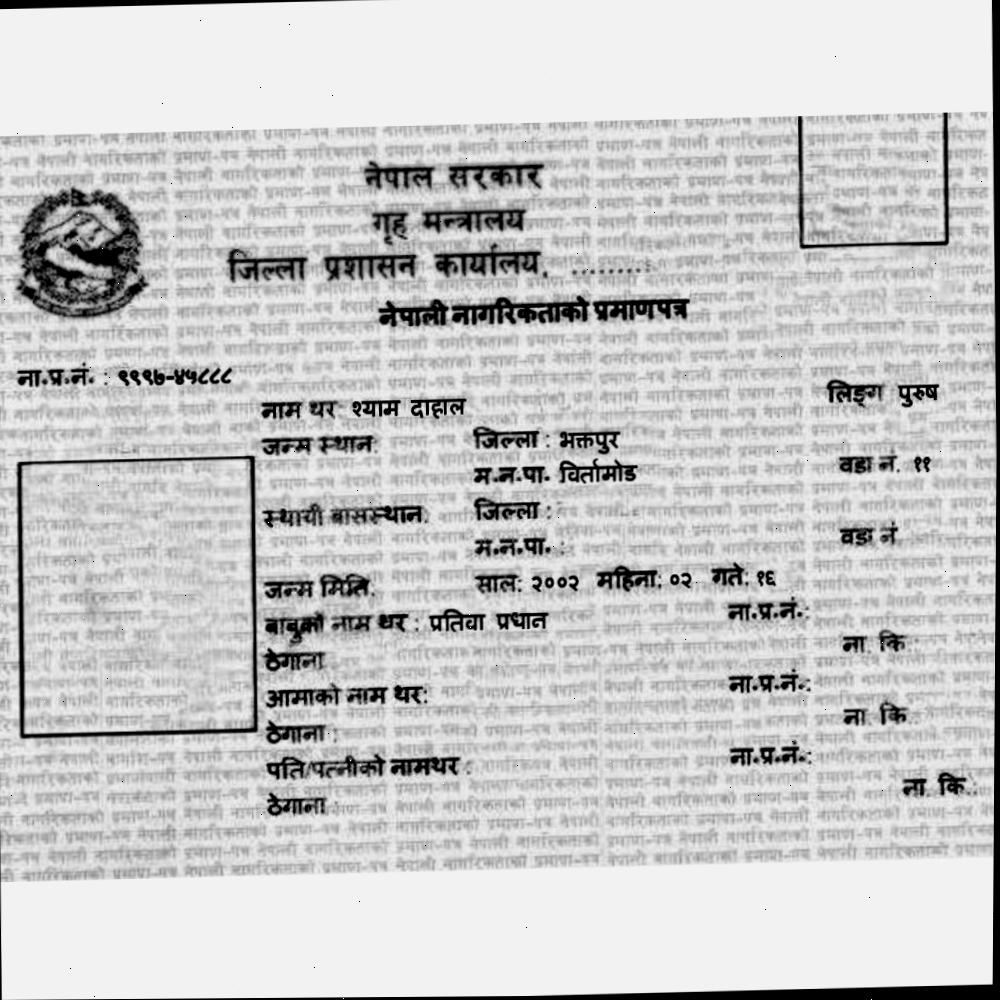 नेपाल सरकार
गृह मन्त्रालय
जिल्ला प्रशासन कार्यालय, .........
नेपाली नागरिकताको प्रमाणपत्र
ना.प्र.नं. : ९९९७-४५८८८
लिङ्ग पुरुष
नाम थर श्याम दाहाल
जन्म स्थान: जिल्ला : भक्तपुर
म.न.पा. विर्तामोड वडा नं. ११
स्थायी बासस्थान: जिल्ला :
म.न.पा. : वडा नं.
जन्म मिति: साल: २००२ महिना: ०२ गते: १६
बाबुको नाम थर : प्रतिवा प्रधान ना.प्र.नं.:
ठेगाना ना. कि.:
आमाको नाम थर: ना.प्र.नं.:
ठेगाना : ना. कि.
पति/पत्नीको नामथर : ना.प्र.नं.:
ठेगाना : ना. कि.: